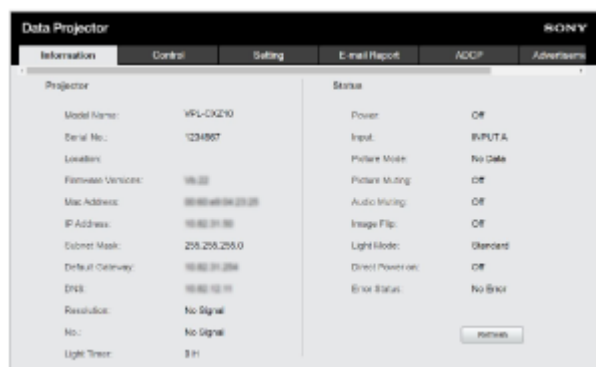 Data Projector
SONY
Information Control Setting E-mail Report ADCP Advertiseme
Projector
Model Name: VPL-CXZ10
Serial No.: 1234567
Location:
Firmware Versions:
Mac Address:
IP Address:
Subnet Mask: 255.255.255.0
Default Gateway:
DNS:
Resolution: No Signal
No.: No Signal
Light Timer: 0 H
Status
Power: Off
Input: INPUT A
Picture Mode: No Data
Picture Muting: Off
Audio Muting: Off
Image Flip: Off
Light Mode: Standard
Direct Power on: Off
Error Status: No Error
Refresh